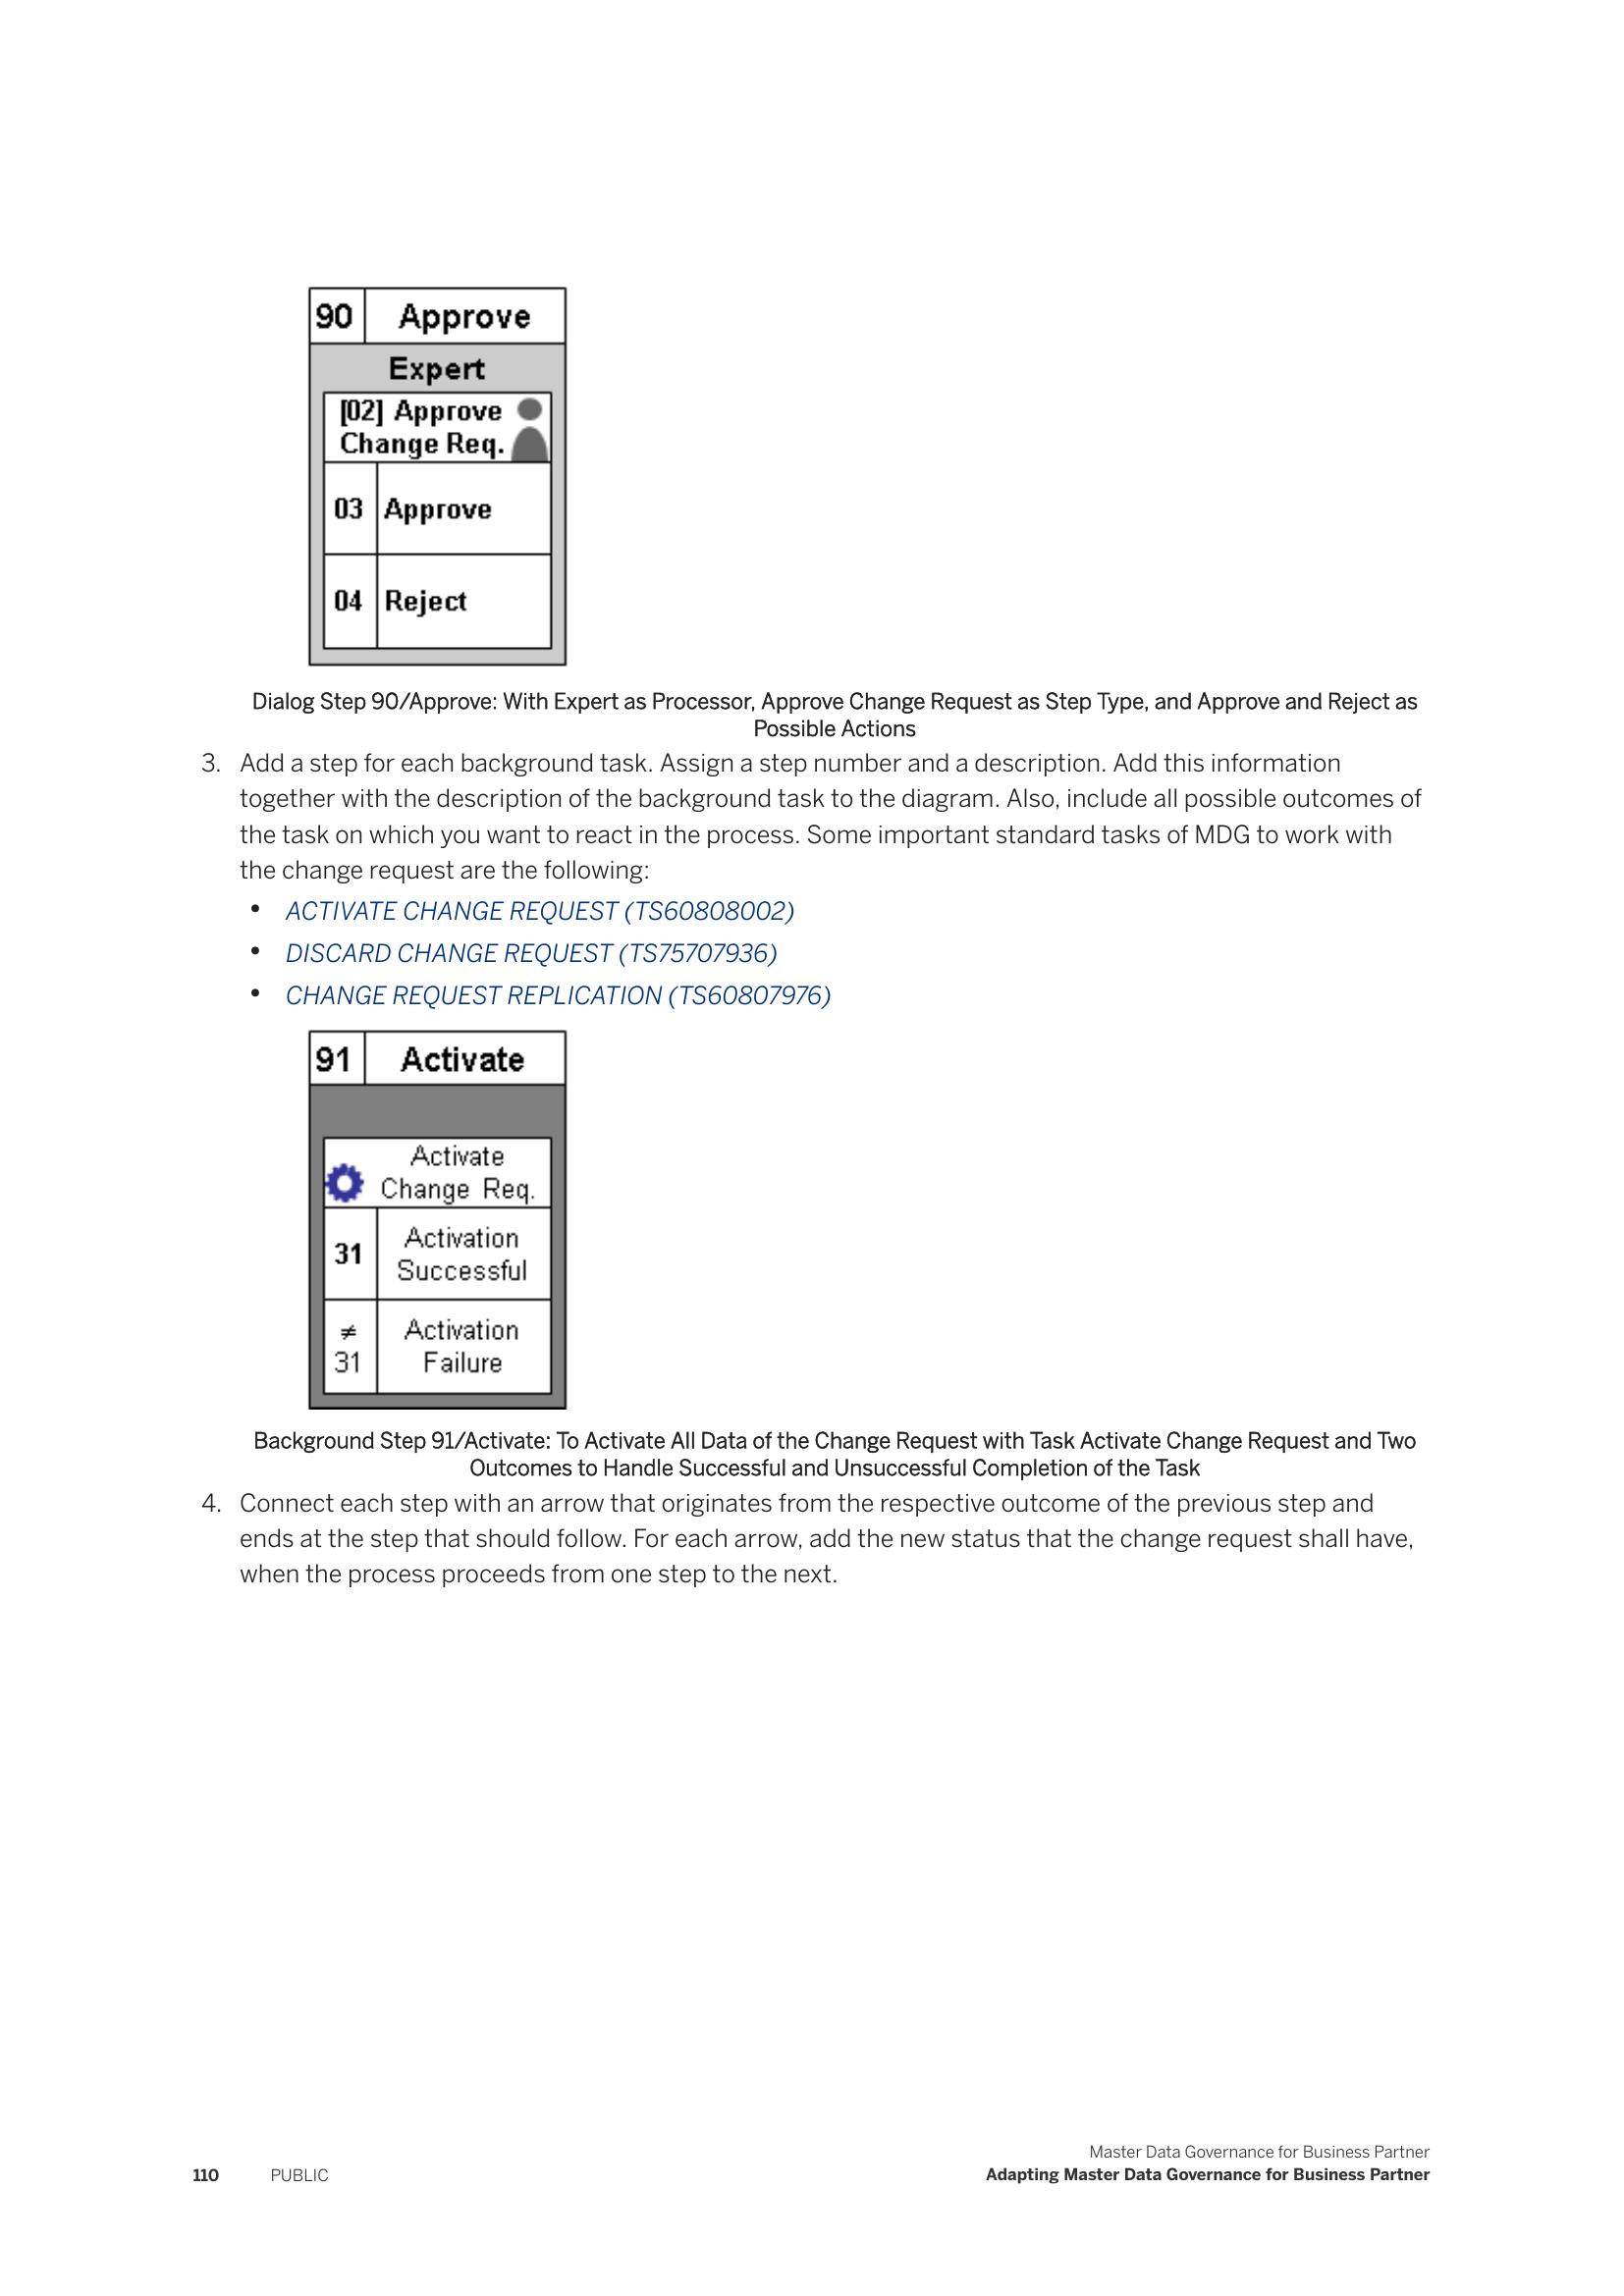 90 Approve
Expert
[02] Approve
Change Req.
03 Approve
04 Reject
Dialog Step 90/Approve: With Expert as Processor, Approve Change Request as Step Type, and Approve and Reject as
Possible Actions
3. Add a step for each background task. Assign a step number and a description. Add this information
together with the description of the background task to the diagram. Also, include all possible outcomes of
the task on which you want to react in the process. Some important standard tasks of MDG to work with
the change request are the following:
• ACTIVATE CHANGE REQUEST (TS60808002)
• DISCARD CHANGE REQUEST (TS75707936)
• CHANGE REQUEST REPLICATION (TS60807976)
91 Activate
Activate
Change Req.
31 Activation
Successful
≠ Activation
31 Failure
Background Step 91/Activate: To Activate All Data of the Change Request with Task Activate Change Request and Two
Outcomes to Handle Successful and Unsuccessful Completion of the Task
4. Connect each step with an arrow that originates from the respective outcome of the previous step and
ends at the step that should follow. For each arrow, add the new status that the change request shall have,
when the process proceeds from one step to the next.
Master Data Governance for Business Partner
110 PUBLIC Adapting Master Data Governance for Business Partner